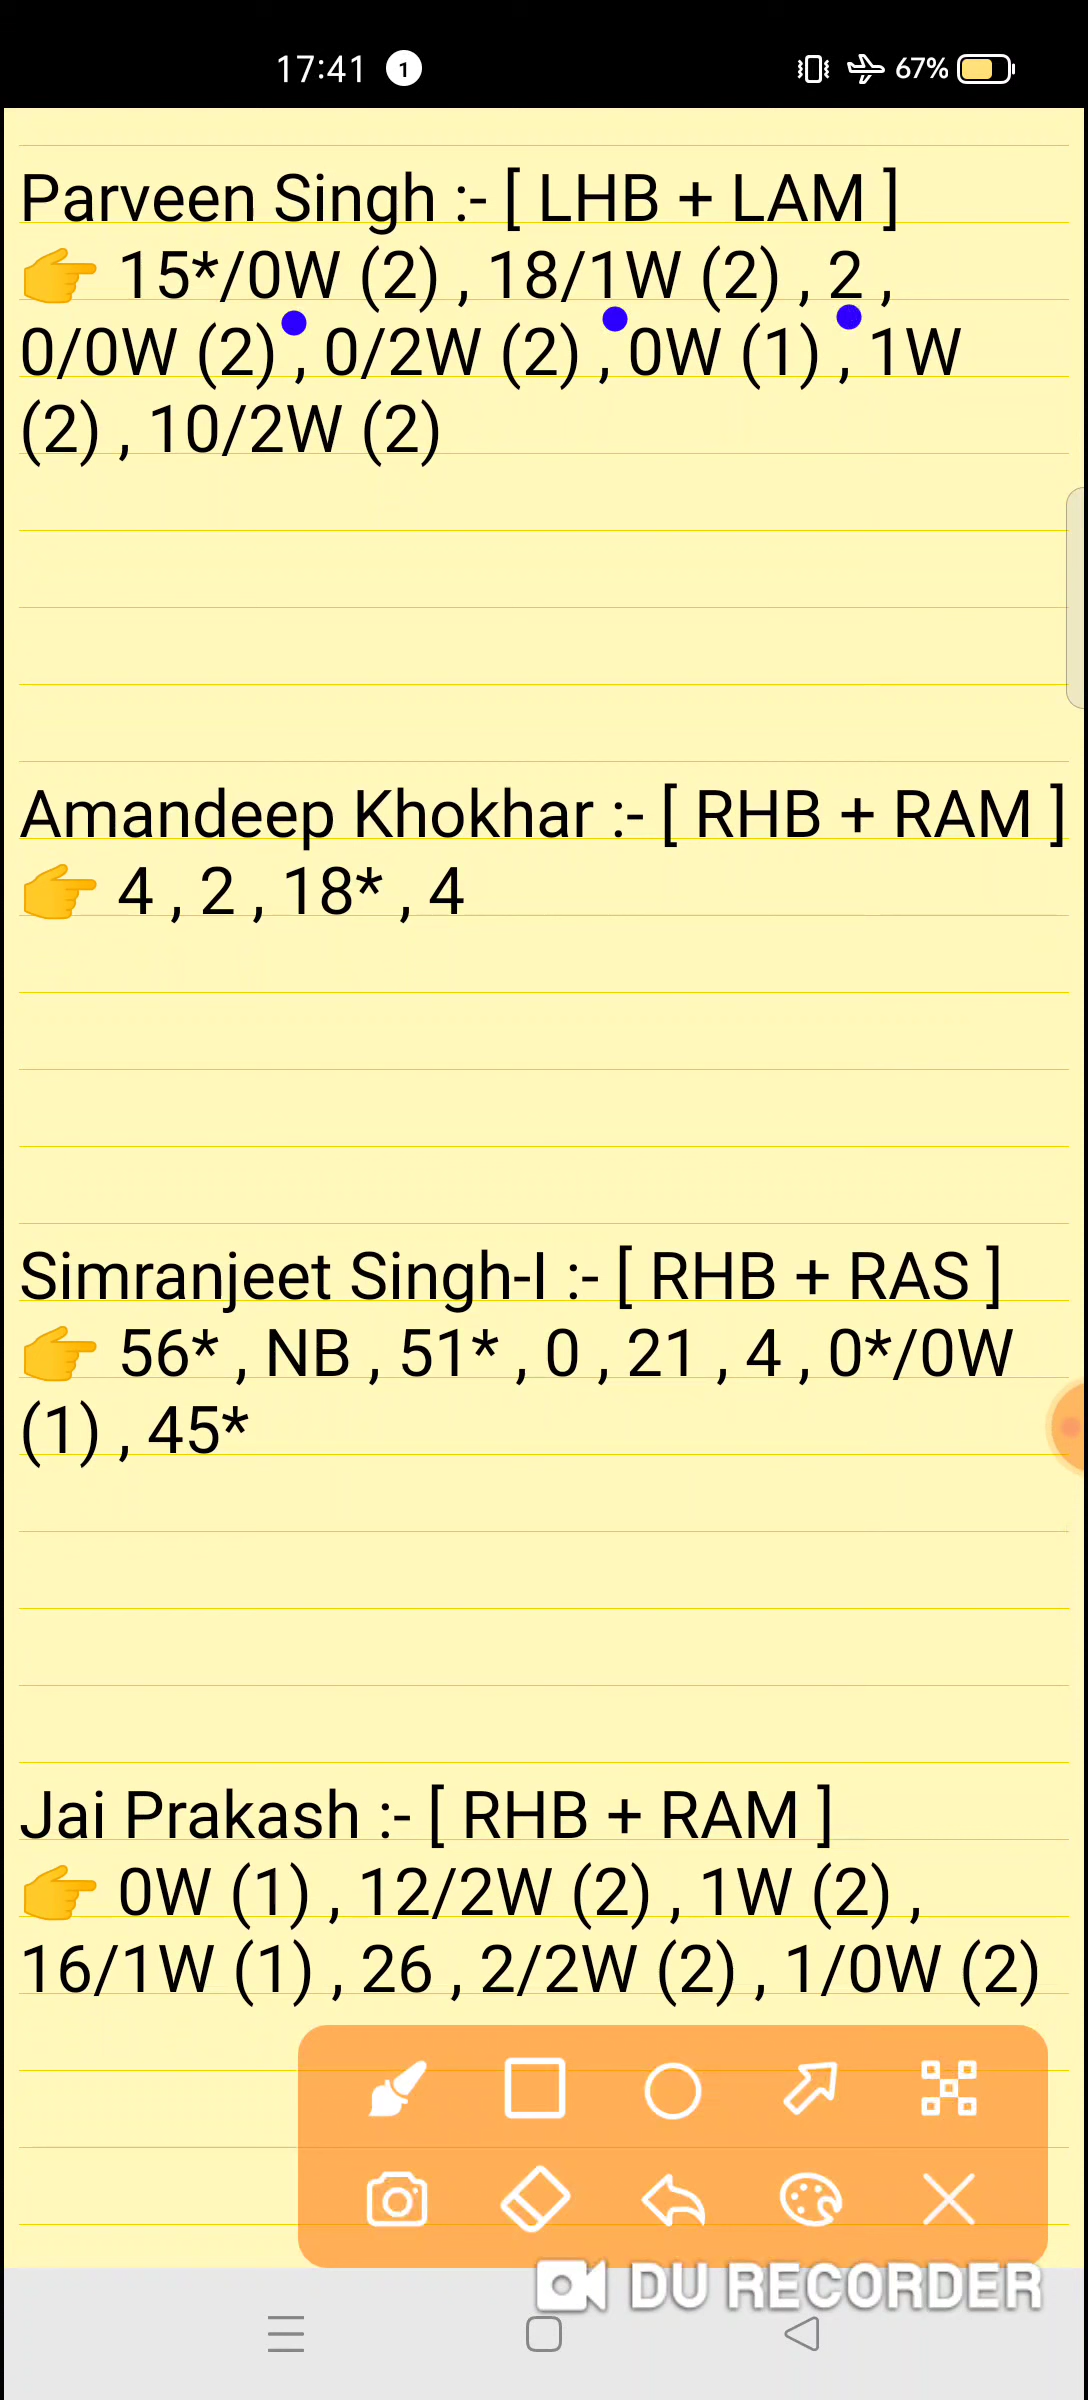 17:41 1 67%
Parveen Singh :- [ LHB + LAM ]
👉 15*/0W (2) , 18/1W (2) , 2 ,
0/0W (2) , 0/2W (2) , 0W (1) , 1W
(2) , 10/2W (2)
Amandeep Khokhar :- [ RHB + RAM ]
👉 4 , 2 , 18* , 4
Simranjeet Singh-I :- [ RHB + RAS ]
👉 56* , NB , 51* , 0 , 21 , 4 , 0*/0W
(1) , 45*
Jai Prakash :- [ RHB + RAM ]
👉 0W (1) , 12/2W (2) , 1W (2) ,
16/1W (1) , 26 , 2/2W (2) , 1/0W (2)
DU RECORDER